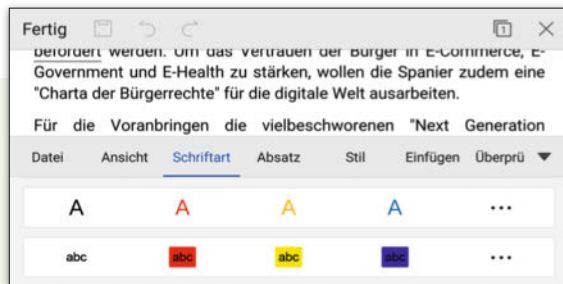 Fertig 1
befördert werden. Um das Vertrauen der Bürger in E-Commerce, E-
Government und E-Health zu stärken, wollen die Spanier zudem eine
"Charta der Bürgerrechte" für die digitale Welt ausarbeiten.
Für die Voranbringen die vielbeschworenen "Next Generation
Datei Ansicht Schriftart Absatz Stil Einfügen Überprü
A A A A ...
abc abc abc abc ...